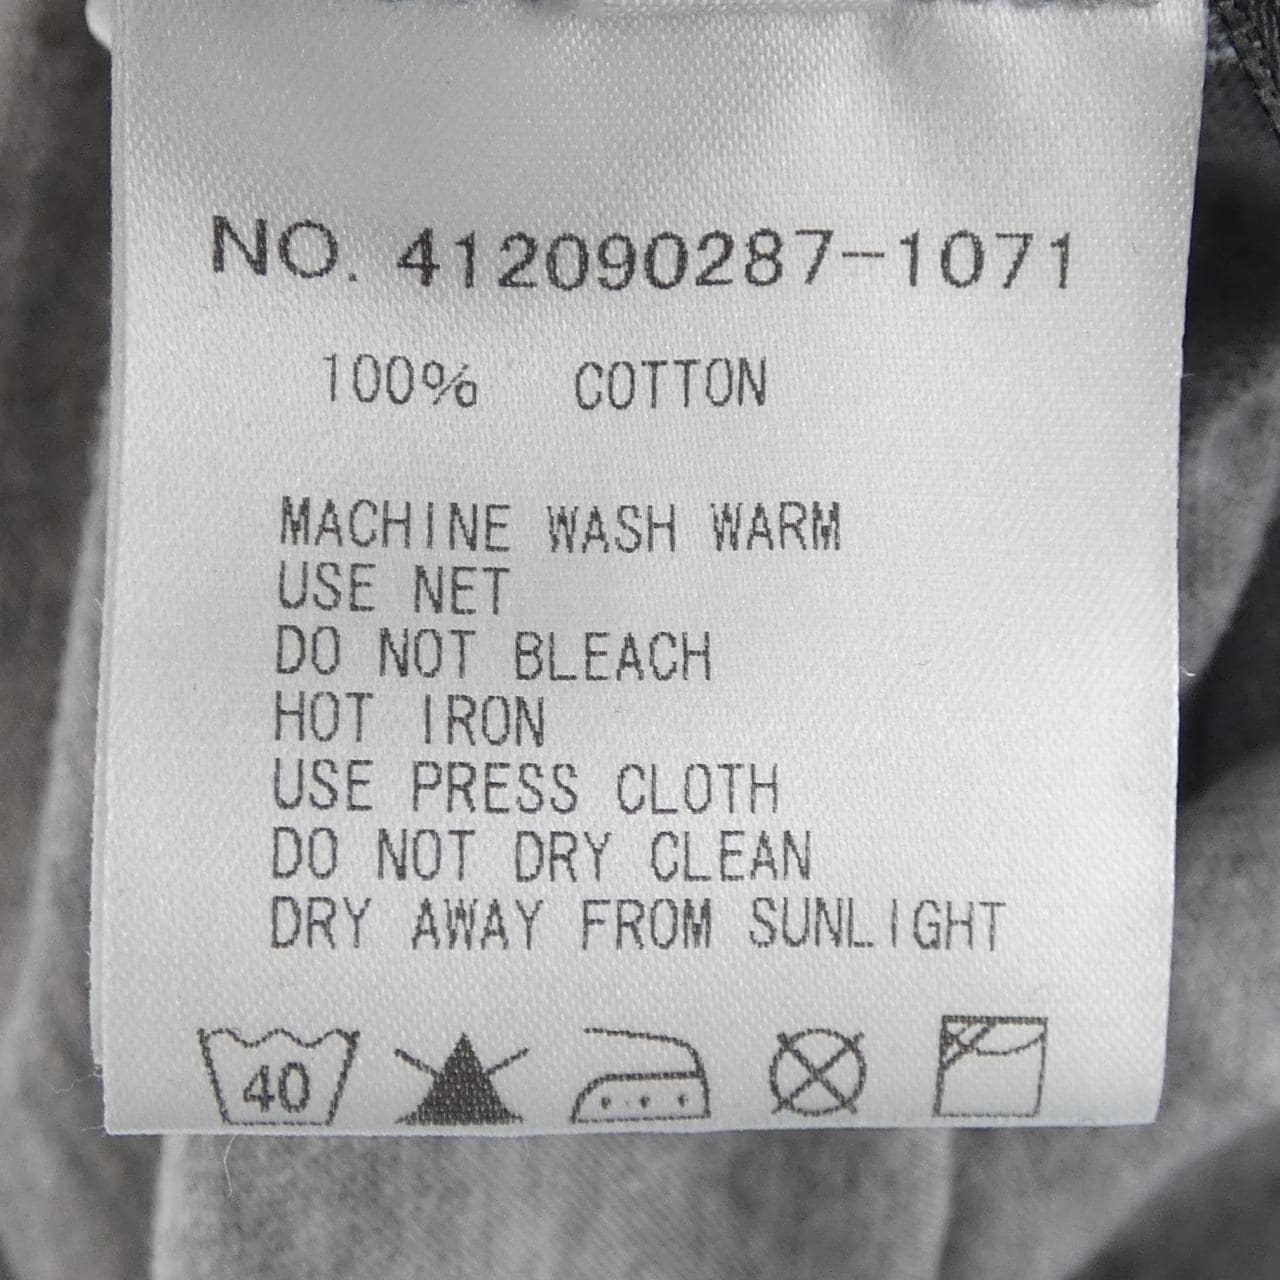 NO. 412090287-1071
100% COTTON
MACHINE WASH WARM
USE NET
DO NOT BLEACH
HOT IRON
USE PRESS CLOTH
DO NOT DRY CLEAN
DRY AWAY FROM SUNLIGHT
40